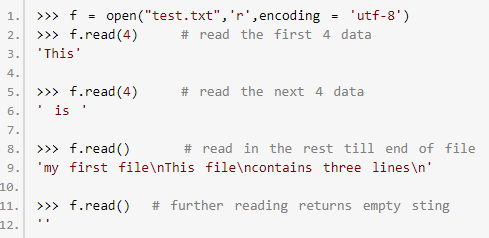 1. >>> f = open("test.txt",'r',encoding = 'utf-8')
2. >>> f.read(4)    # read the first 4 data
3. 'This'
4.
5. >>> f.read(4)    # read the next 4 data
6. ' is '
7.
8. >>> f.read()     # read in the rest till end of file
9. 'my first file\nThis file\ncontains three lines\n'
10.
11. >>> f.read()  # further reading returns empty sting
12. ''